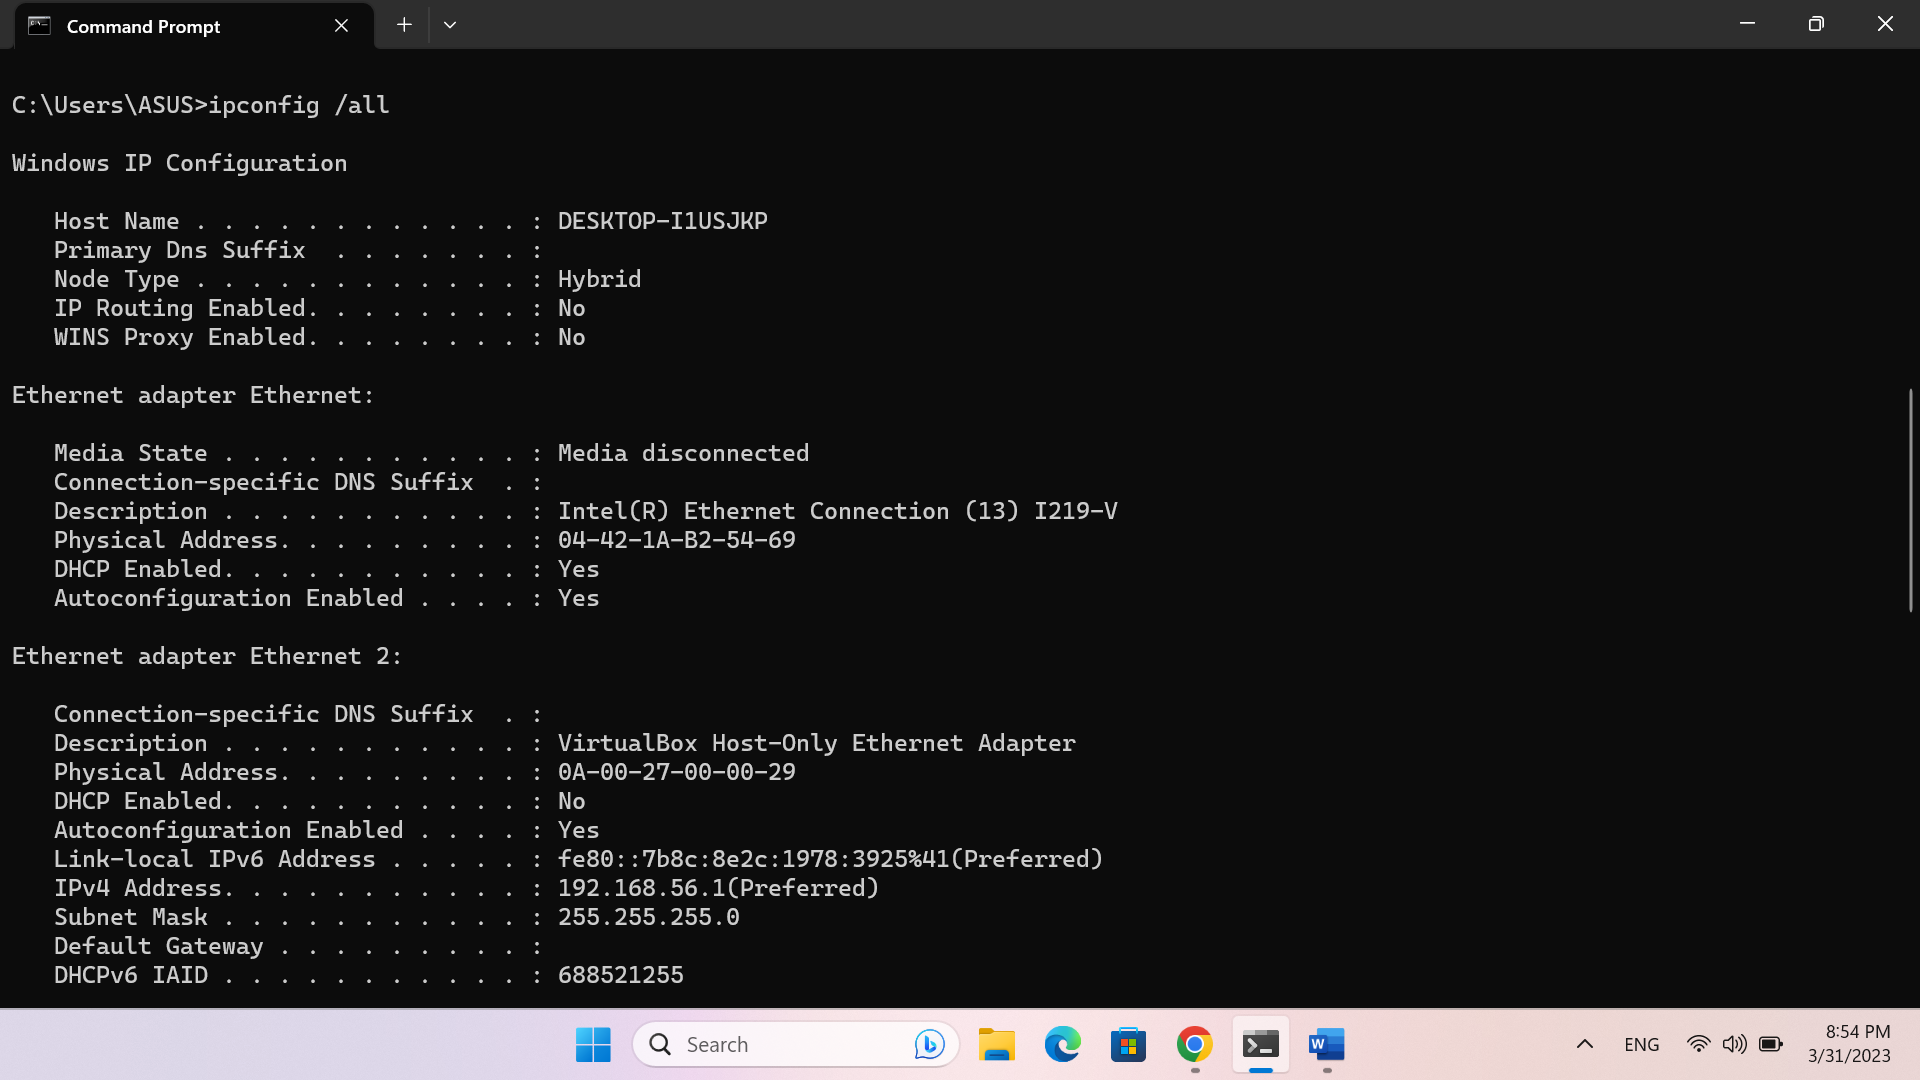 Command Prompt
C:\Users\ASUS>ipconfig /all
Windows IP Configuration
Host Name . . . . . . . . . . . . : DESKTOP-I1USJKP
Primary Dns Suffix  . . . . . . . :
Node Type . . . . . . . . . . . . : Hybrid
IP Routing Enabled. . . . . . . . : No
WINS Proxy Enabled. . . . . . . . : No
Ethernet adapter Ethernet:
Media State . . . . . . . . . . . : Media disconnected
Connection-specific DNS Suffix  . :
Description . . . . . . . . . . . : Intel(R) Ethernet Connection (13) I219-V
Physical Address. . . . . . . . . : 04-42-1A-B2-54-69
DHCP Enabled. . . . . . . . . . . : Yes
Autoconfiguration Enabled . . . . : Yes
Ethernet adapter Ethernet 2:
Connection-specific DNS Suffix  . :
Description . . . . . . . . . . . : VirtualBox Host-Only Ethernet Adapter
Physical Address. . . . . . . . . : 0A-00-27-00-00-29
DHCP Enabled. . . . . . . . . . . : No
Autoconfiguration Enabled . . . . : Yes
Link-local IPv6 Address . . . . . : fe80::7b8c:8e2c:1978:3925%41(Preferred)
IPv4 Address. . . . . . . . . . . : 192.168.56.1(Preferred)
Subnet Mask . . . . . . . . . . . : 255.255.255.0
Default Gateway . . . . . . . . . :
DHCPv6 IAID . . . . . . . . . . . : 688521255
Search
W
ENG
8:54 PM
3/31/2023